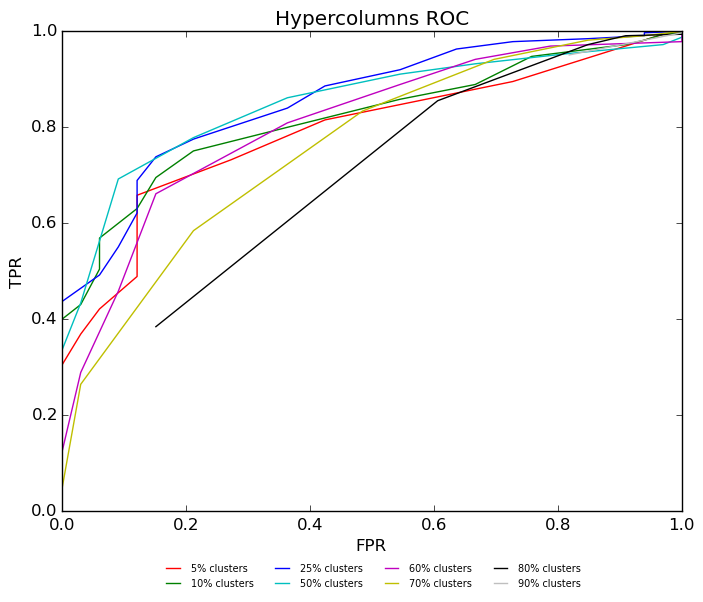 Hypercolumns ROC
1.0
0.8
0.6
0.4
0.2
0.0
TPR
0.0 0.2 0.4 0.6 0.8 1.0
FPR
5% clusters 25% clusters 60% clusters 80% clusters
10% clusters 50% clusters 70% clusters 90% clusters